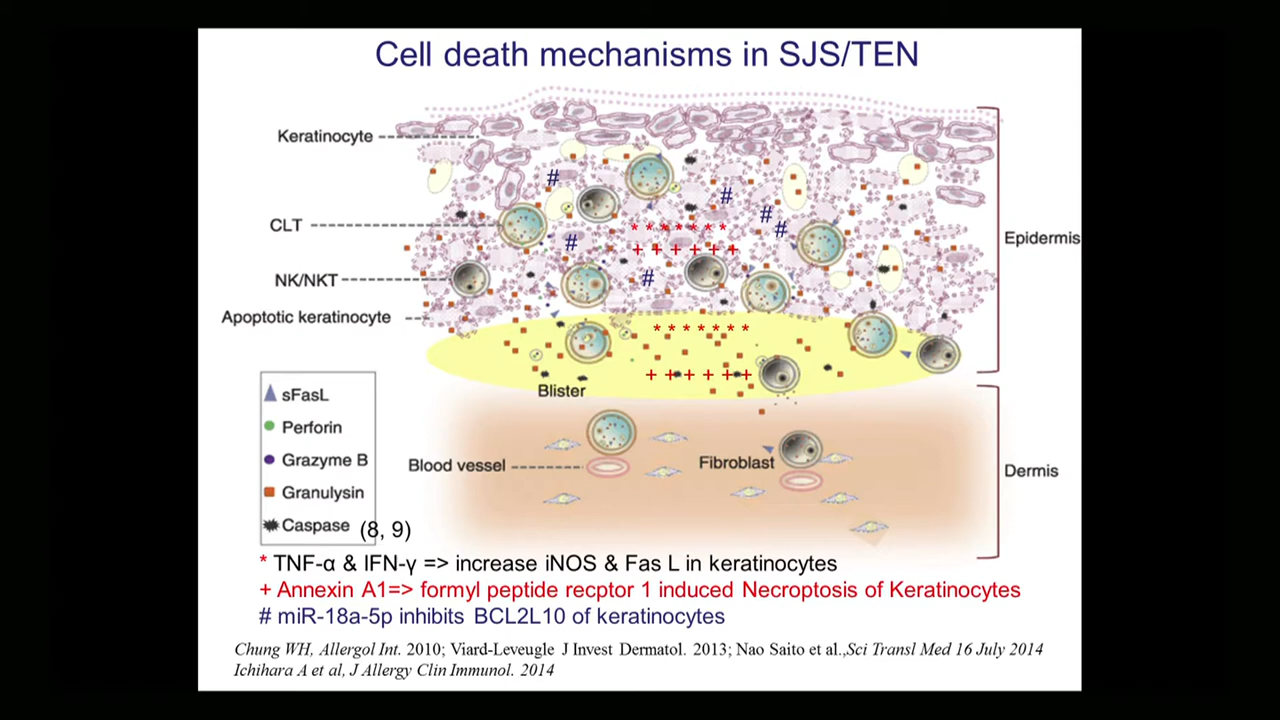 Cell death mechanisms in SJS/TEN
Keratinocyte
CLT
NK/NKT
Apoptotic keratinocyte
# # # # # #
* * * * * * *
+ + + + + +
* * * * * * *
+ + + + + +
Epidermis
Blister
Blood vessel
Fibroblast
Dermis
sFasL
Perforin
Grazyme B
Granulysin
Caspase (8, 9)
* TNF-α & IFN-γ => increase iNOS & Fas L in keratinocytes
+ Annexin A1=> formyl peptide recptor 1 induced Necroptosis of Keratinocytes
# miR-18a-5p inhibits BCL2L10 of keratinocytes
Chung WH, Allergol Int. 2010; Viard-Leveugle J Invest Dermatol. 2013; Nao Saito et al.,Sci Transl Med 16 July 2014
Ichihara A et al, J Allergy Clin Immunol. 2014